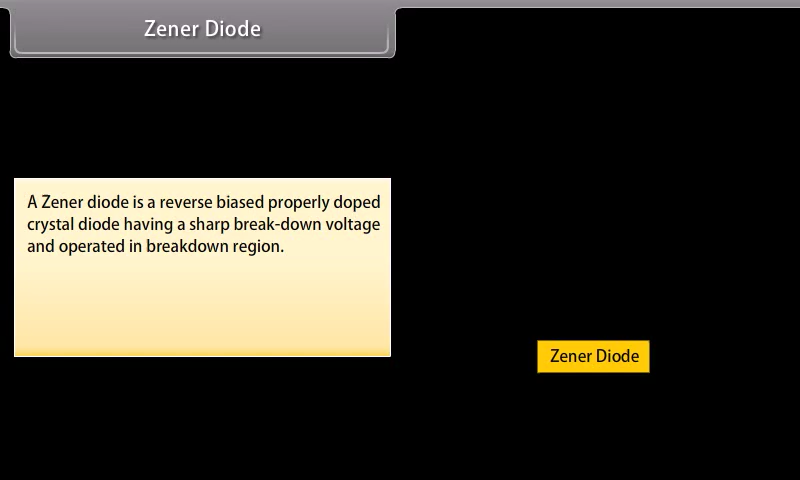 Zener Diode
A Zener diode is a reverse biased properly doped
crystal diode having a sharp break-down voltage
and operated in breakdown region.
Zener Diode